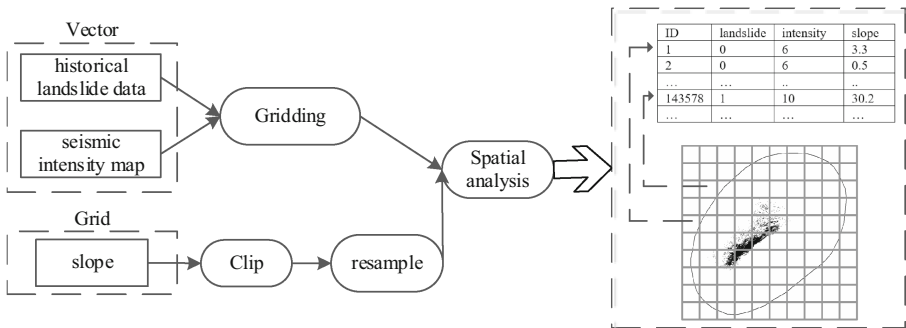 Vector
historical
landslide data
seismic
intensity map
Gridding
Grid
slope
Clip
resample
Spatial
analysis
ID landslide intensity slope
1 0 6 3.3
2 0 6 0.5
... ... .. ..
143578 1 10 30.2
... ... ... ...